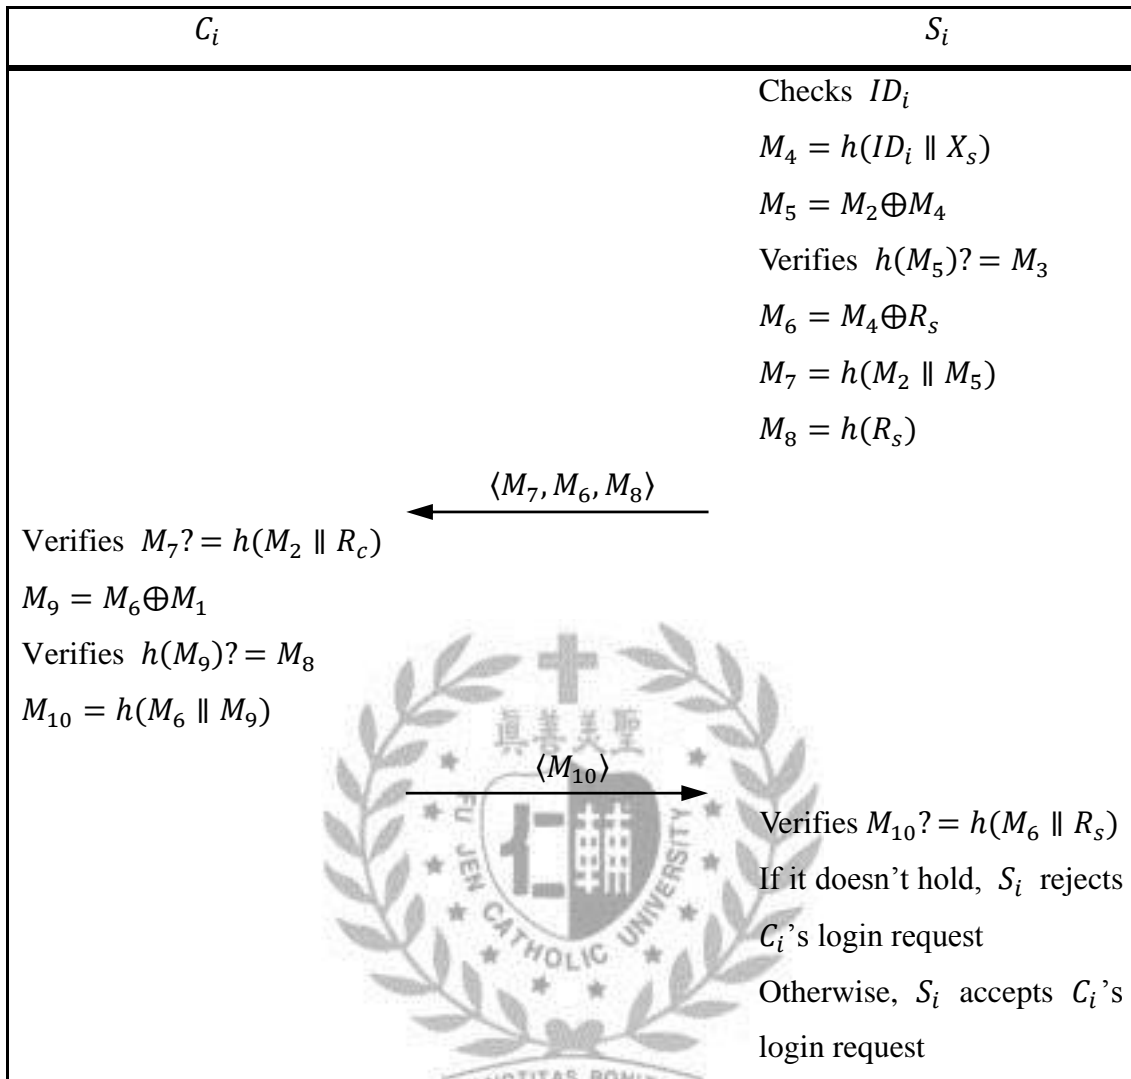 C_i S_i
Checks ID_i
M_4 = h(ID_i ∥ X_s)
M_5 = M_2⊕M_4
Verifies h(M_5)? = M_3
M_6 = M_4⊕R_s
M_7 = h(M_2 ∥ M_5)
M_8 = h(R_s)
⟨M_7, M_6, M_8⟩
Verifies M_7? = h(M_2 ∥ R_c)
M_9 = M_6⊕M_1
Verifies h(M_9)? = M_8
M_10 = h(M_6 ∥ M_9)
眞善美聖
⟨M_10⟩
FU JEN CATHOLIC UNIVERSITY
Verifies M_10? = h(M_6 ∥ R_s)
If it doesn't hold, S_i rejects
C_i's login request
Otherwise, S_i accepts C_i's
login request